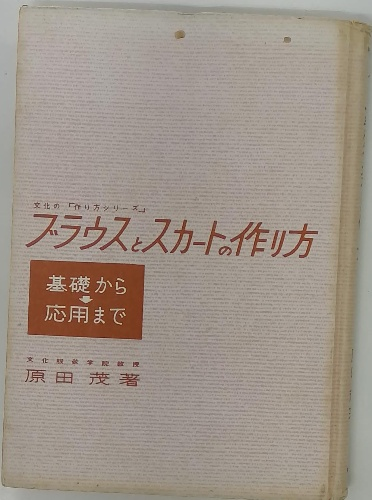 文化の「作り方シリーズ」
ブラウスとスカートの作り方
基礎から
応用まで
文化服装学院教授
原田茂著